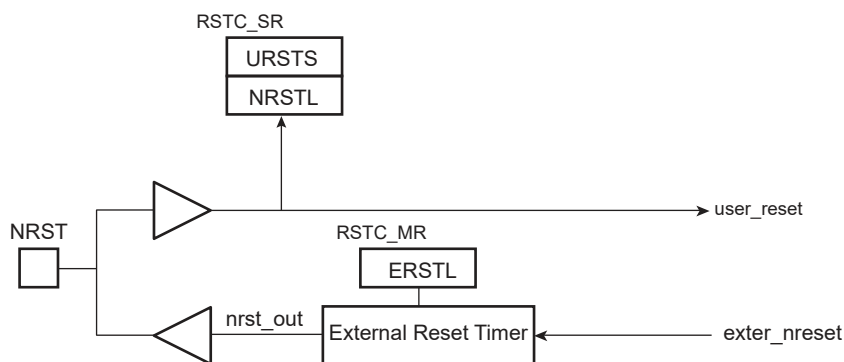 RSTC_SR
URSTS
NRSTL
user_reset
NRST
RSTC_MR
ERSTL
nrst_out
External Reset Timer
exter_nreset